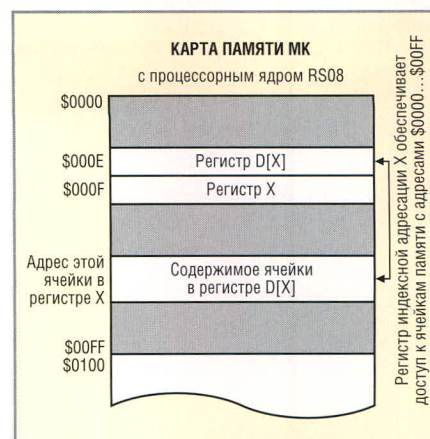 КАРТА ПАМЯТИ МК
с процессорным ядром RS08
$0000
$000E
Регистр D[X]
$000F
Регистр X
Адрес этой
ячейки в
регистре X
Содержимое ячейки
в регистре D[X]
$00FF
$0100
Регистр индексной адресации X обеспечивает
доступ к ячейкам памяти с адресами $0000...$00FF